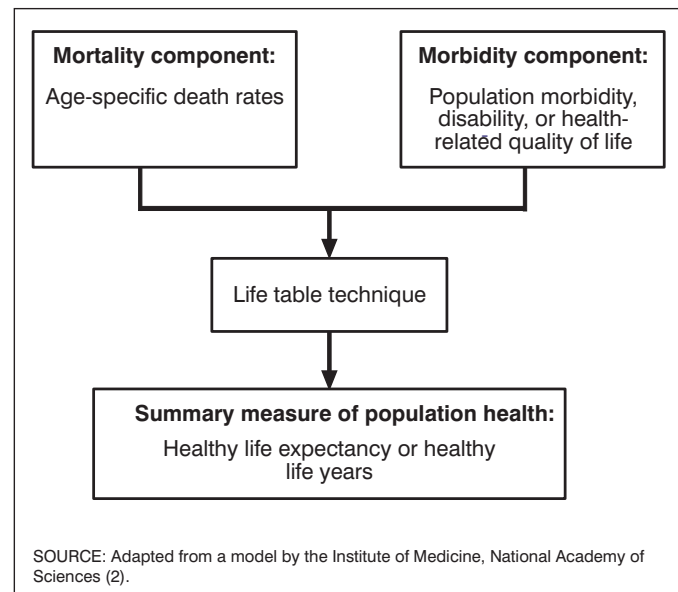 Mortality component:
Age-specific death rates
Morbidity component:
Population morbidity,
disability, or health-
related quality of life
Life table technique
Summary measure of population health:
Healthy life expectancy or healthy
life years
SOURCE: Adapted from a model by the Institute of Medicine, National Academy of
Sciences (2).